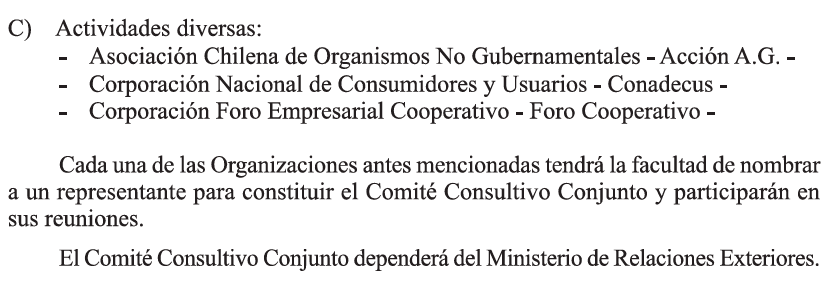 C) Actividades diversas:
- Asociación Chilena de Organismos No Gubernamentales - Acción A.G. -
- Corporación Nacional de Consumidores y Usuarios - Conadecus -
- Corporación Foro Empresarial Cooperativo - Foro Cooperativo -
Cada una de las Organizaciones antes mencionadas tendrá la facultad de nombrar
a un representante para constituir el Comité Consultivo Conjunto y participarán en
sus reuniones.
El Comité Consultivo Conjunto dependerá del Ministerio de Relaciones Exteriores.